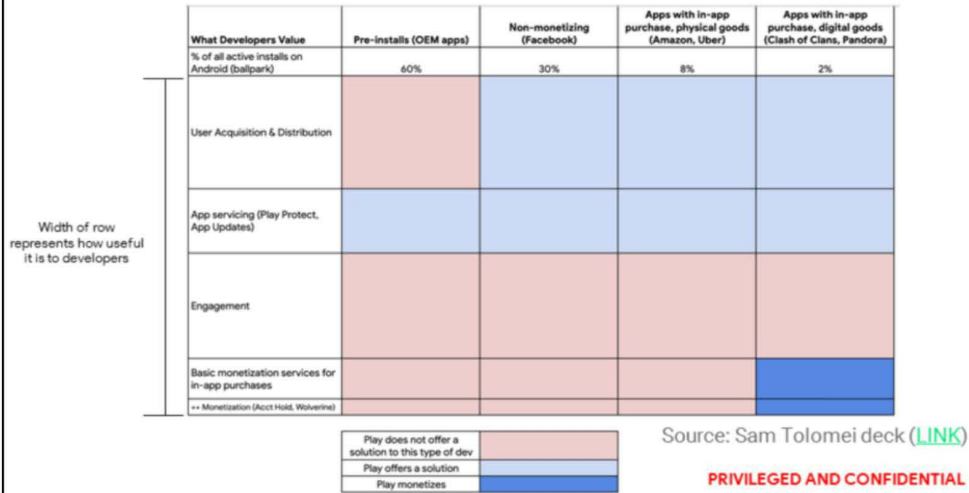 What Developers Value
Pre-installs (OEM apps)
Non-monetizing
(Facebook)
Apps with in-app
purchase, physical goods
(Amazon, Uber)
Apps with in-app
purchase, digital goods
(Clash of Clans, Pandora)
% of all active installs on
Android (ballpark)
60%
30%
8%
2%
User Acquisition & Distribution
App servicing (Play Protect,
App Updates)
Width of row
represents how useful
it is to developers
Engagement
Basic monetization services for
in-app purchases
++ Monetization (Acct Hold, Wolverine)
Play does not offer a
solution to this type of dev
Play offers a solution
Play monetizes
Source: Sam Tolomei deck (LINK)
PRIVILEGED AND CONFIDENTIAL